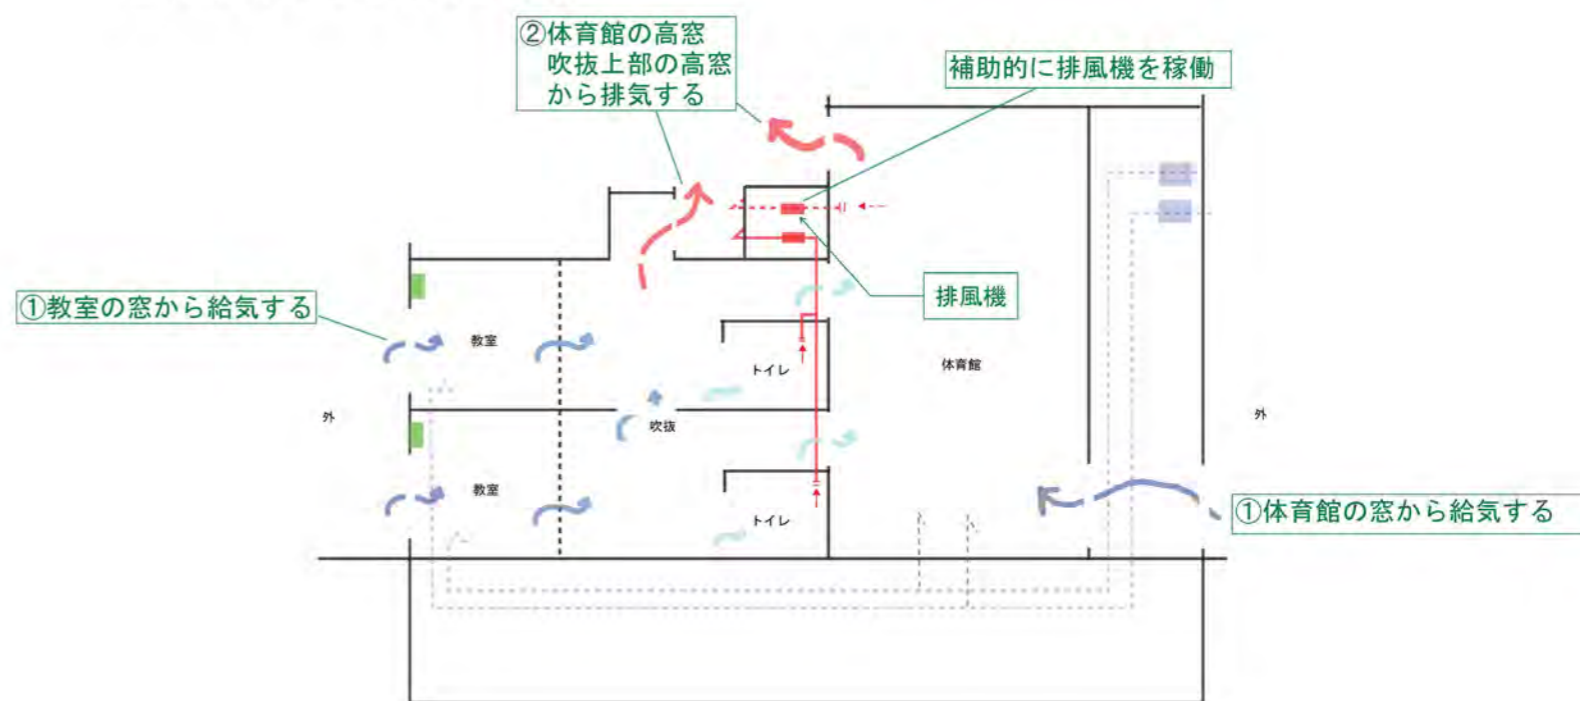 ②体育館の高窓
吹抜上部の高窓
から排気する
補助的に排風機を稼働
①教室の窓から給気する
排風機
教室
トイレ
体育館
外
外
吹抜
教室
トイレ
①体育館の窓から給気する